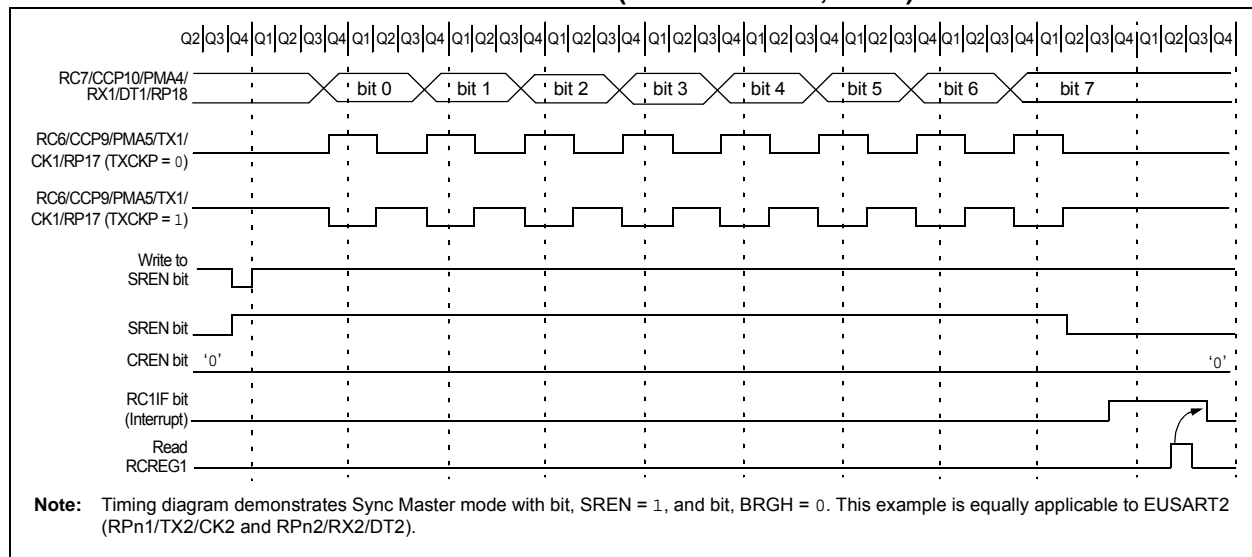 Q2|Q3|Q4|Q1|Q2|Q3|Q4|Q1|Q2|Q3|Q4|Q1|Q2|Q3|Q4|Q1|Q2|Q3|Q4|Q1|Q2|Q3|Q4|Q1|Q2|Q3|Q4|Q1|Q2|Q3|Q4|Q1|Q2|Q3|Q4|Q1|Q2|Q3|Q4|Q1|Q2|Q3|Q4
RC7/CCP10/PMA4/
RX1/DT1/RP18
bit 0 bit 1 bit 2 bit 3 bit 4 bit 5 bit 6 bit 7
RC6/CCP9/PMA5/TX1/
CK1/RP17 (TXCKP = 0)
RC6/CCP9/PMA5/TX1/
CK1/RP17 (TXCKP = 1)
Write to
SREN bit
SREN bit
CREN bit '0' '0'
RC1IF bit
(Interrupt)
Read
RCREG1
Note: Timing diagram demonstrates Sync Master mode with bit, SREN = 1, and bit, BRGH = 0. This example is equally applicable to EUSART2
(RPn1/TX2/CK2 and RPn2/RX2/DT2).